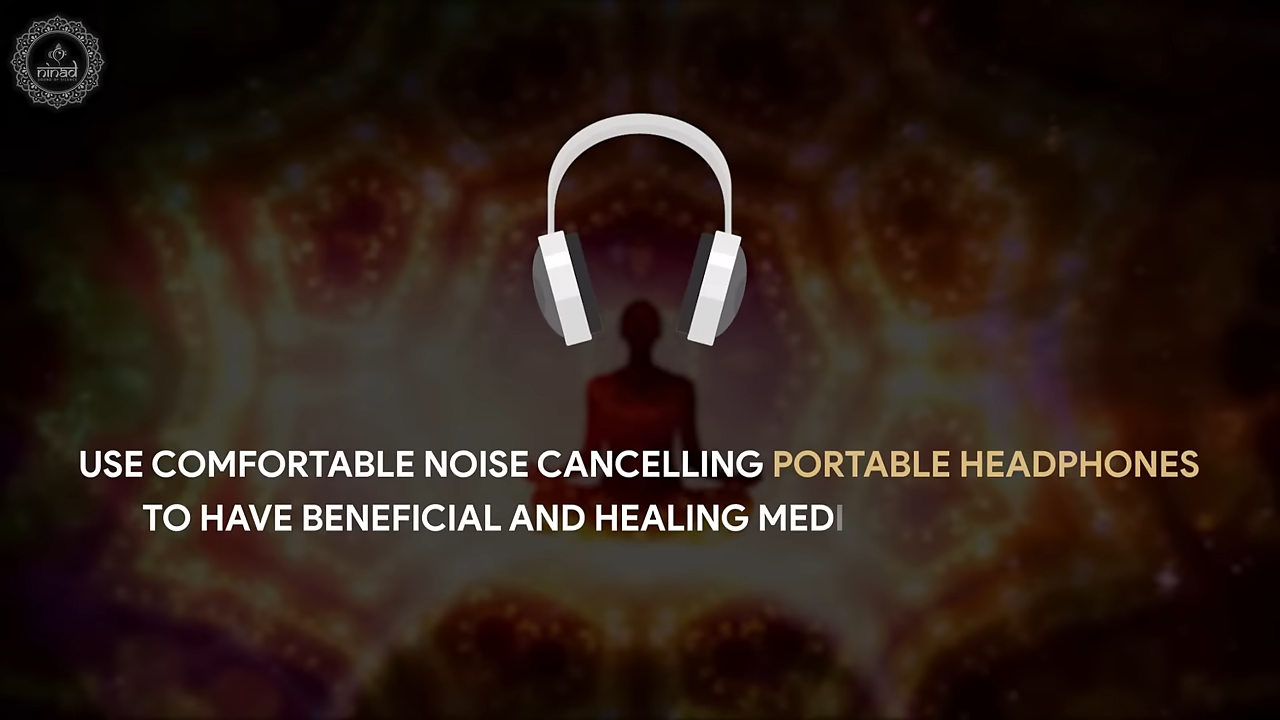 ninad
USE COMFORTABLE NOISE CANCELLING PORTABLE HEADPHONES
TO HAVE BENEFICIAL AND HEALING MEDI